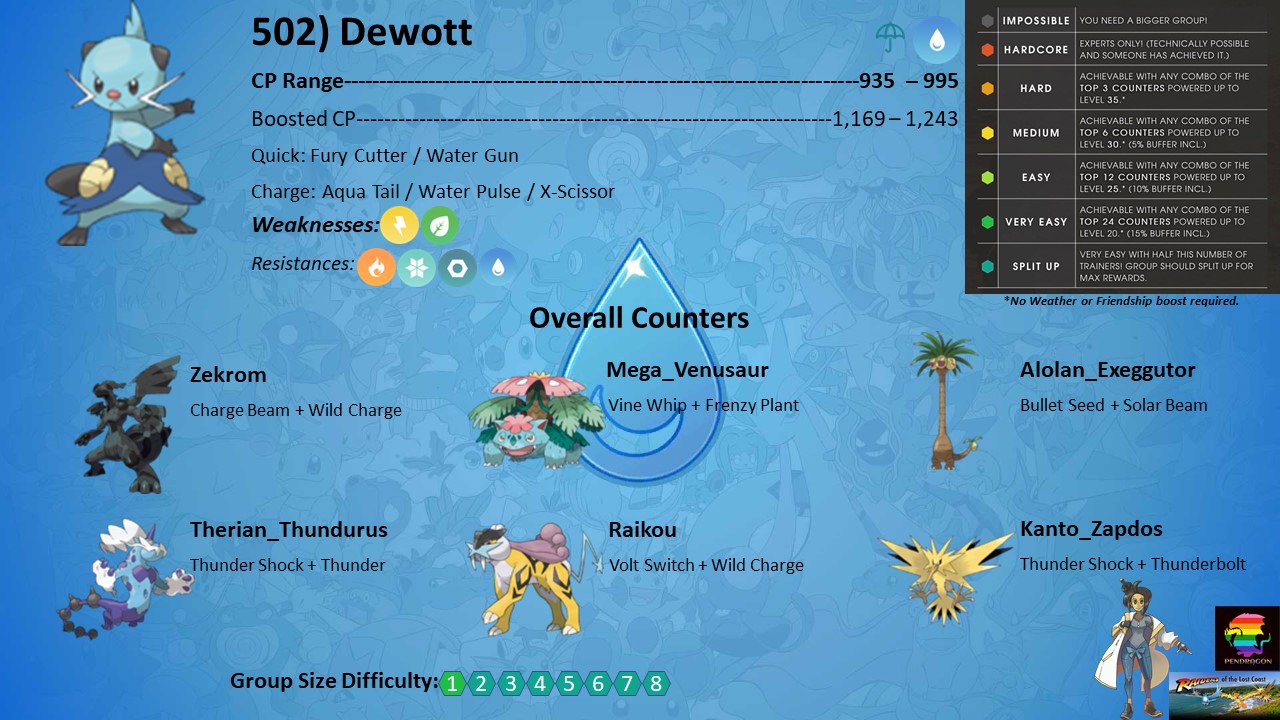 502) Dewott
CP Range--------------------------------------------------------------------------935 – 995
Boosted CP--------------------------------------------------------------------1,169 – 1,243
Quick: Fury Cutter / Water Gun
Charge: Aqua Tail / Water Pulse / X-Scissor
Weaknesses:
Resistances:
IMPOSSIBLE YOU NEED A BIGGER GROUP!
HARDCORE EXPERTS ONLY! (TECHNICALLY POSSIBLE
AND SOMEONE HAS ACHIEVED IT.)
HARD ACHIEVABLE WITH ANY COMBO OF THE
TOP 3 COUNTERS POWERED UP TO
LEVEL 35.*
MEDIUM ACHIEVABLE WITH ANY COMBO OF THE
TOP 6 COUNTERS POWERED UP TO
LEVEL 30.* (5% BUFFER INCL.)
EASY ACHIEVABLE WITH ANY COMBO OF THE
TOP 12 COUNTERS POWERED UP TO
LEVEL 25.* (10% BUFFER INCL.)
VERY EASY ACHIEVABLE WITH ANY COMBO OF THE
TOP 24 COUNTERS POWERED UP TO
LEVEL 20.* (15% BUFFER INCL.)
SPLIT UP VERY EASY WITH HALF THIS NUMBER OF
TRAINERS! GROUP SHOULD SPLIT UP FOR
MAX REWARDS.
*No Weather or Friendship boost required.
Overall Counters
Zekrom
Charge Beam + Wild Charge
Mega_Venusaur
Vine Whip + Frenzy Plant
Alolan_Exeggutor
Bullet Seed + Solar Beam
Therian_Thundurus
Thunder Shock + Thunder
Raikou
Volt Switch + Wild Charge
Kanto_Zapdos
Thunder Shock + Thunderbolt
Group Size Difficulty: 1 2 3 4 5 6 7 8
PENDRAGON
RAIDERS of the Lost Coast